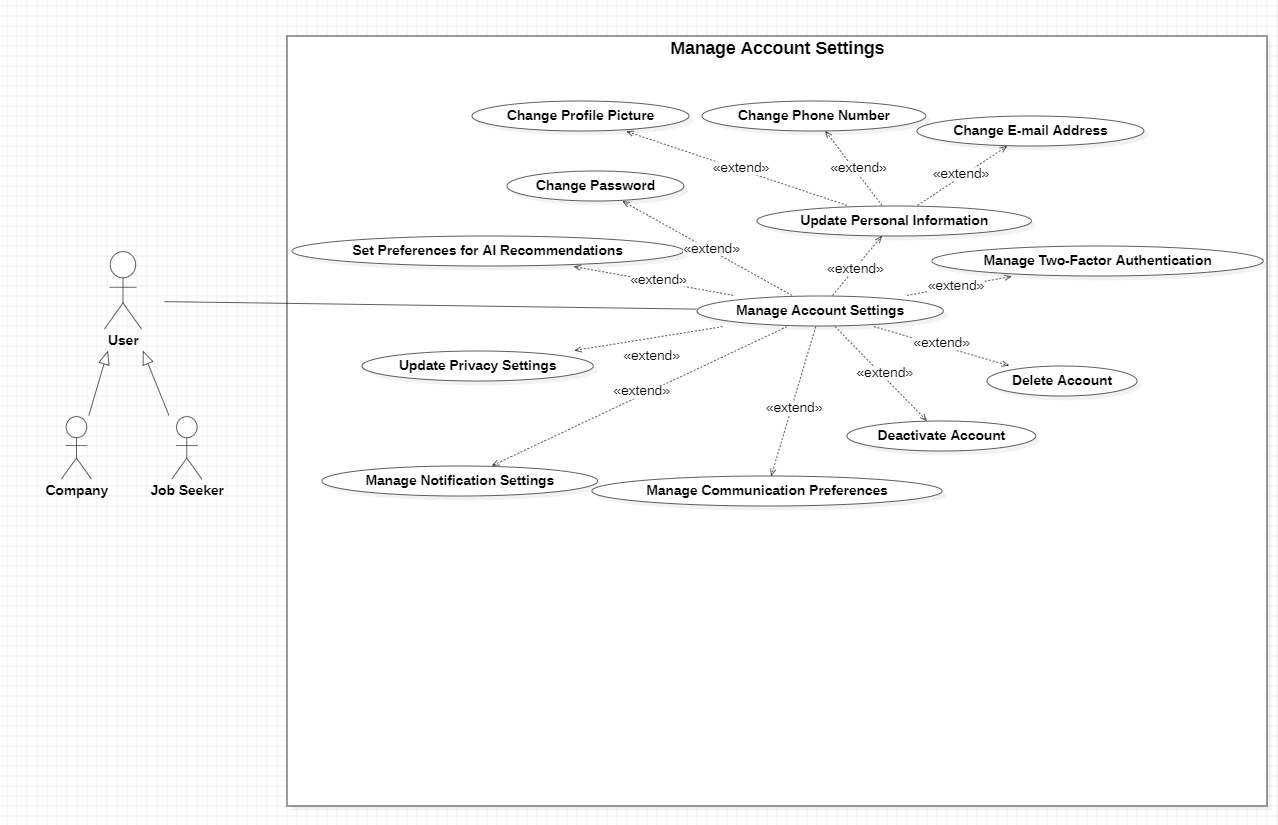 Manage Account Settings
Change Profile Picture
Change Phone Number
Change E-mail Address
«extend»
«extend»
«extend»
Change Password
Update Personal Information
Set Preferences for AI Recommendations
«extend»
«extend»
Manage Two-Factor Authentication
«extend»
«extend»
Manage Account Settings
User
«extend»
«extend»
Update Privacy Settings
«extend»
Delete Account
«extend»
«extend»
Deactivate Account
Manage Notification Settings
Manage Communication Preferences
Company
Job Seeker